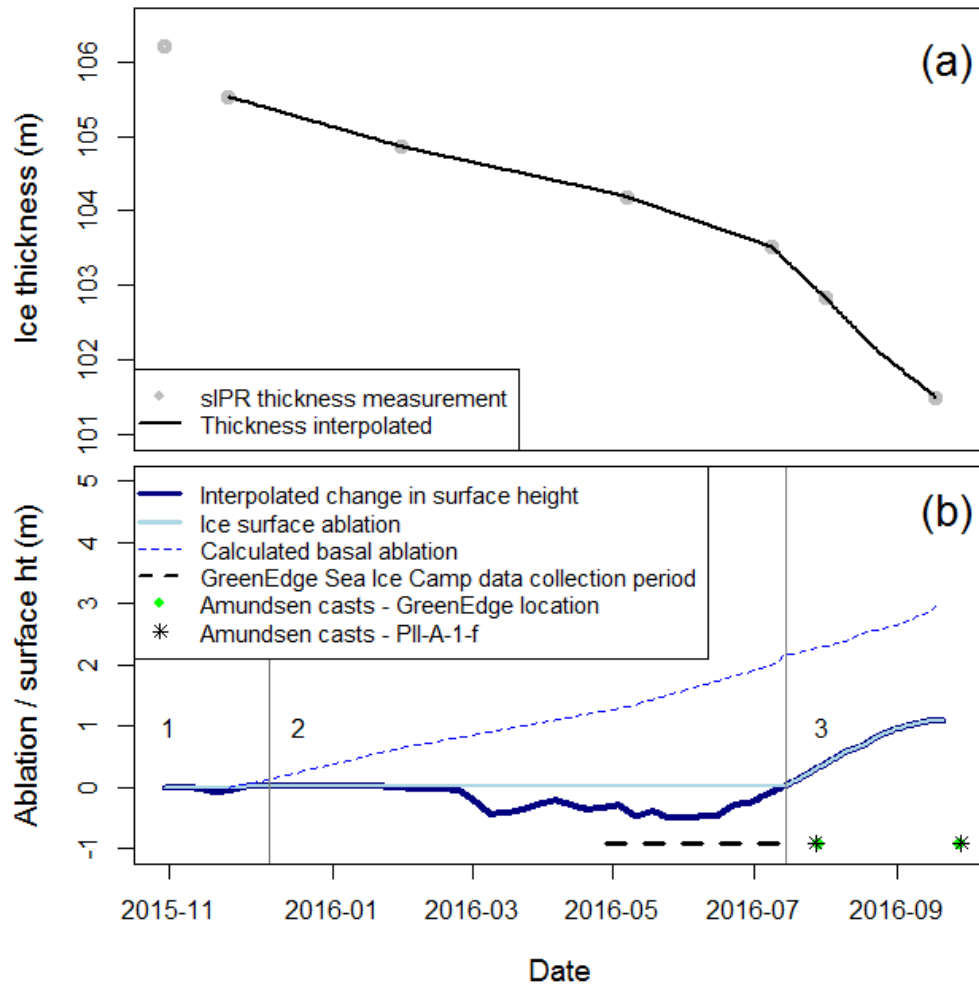 (a)
Ice thickness (m)
106
105
104
103
102
101
sIPR thickness measurement
Thickness interpolated
(b)
Ablation / surface ht (m)
5
4
3
2
1
0
-1
Interpolated change in surface height
Ice surface ablation
Calculated basal ablation
GreenEdge Sea Ice Camp data collection period
Amundsen casts - GreenEdge location
Amundsen casts - PII-A-1-f
1
2
3
2015-11
2016-01
2016-03
2016-05
2016-07
2016-09
Date